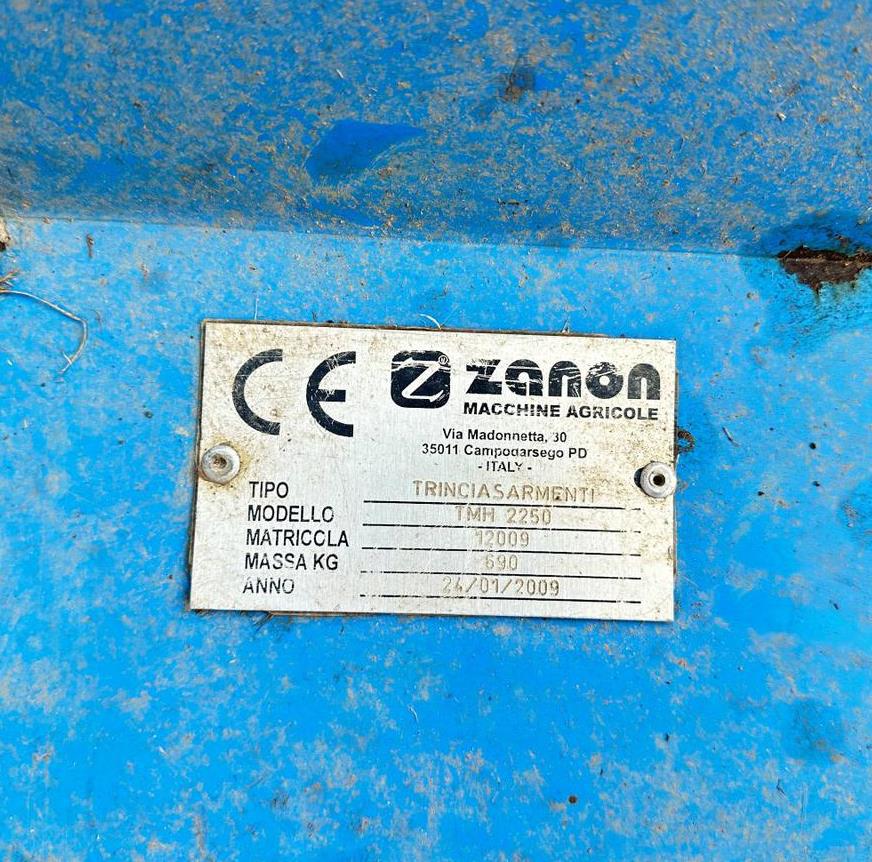 CE Z ® zanon
MACCHINE AGRICOLE
Via Madonnetta, 30
35011 Campodarsego PD
- ITALY -
TIPO TRINCIASARMENTI
MODELLO TMH 2250
MATRICOLA 12009
MASSA KG 690
ANNO 24/01/2009